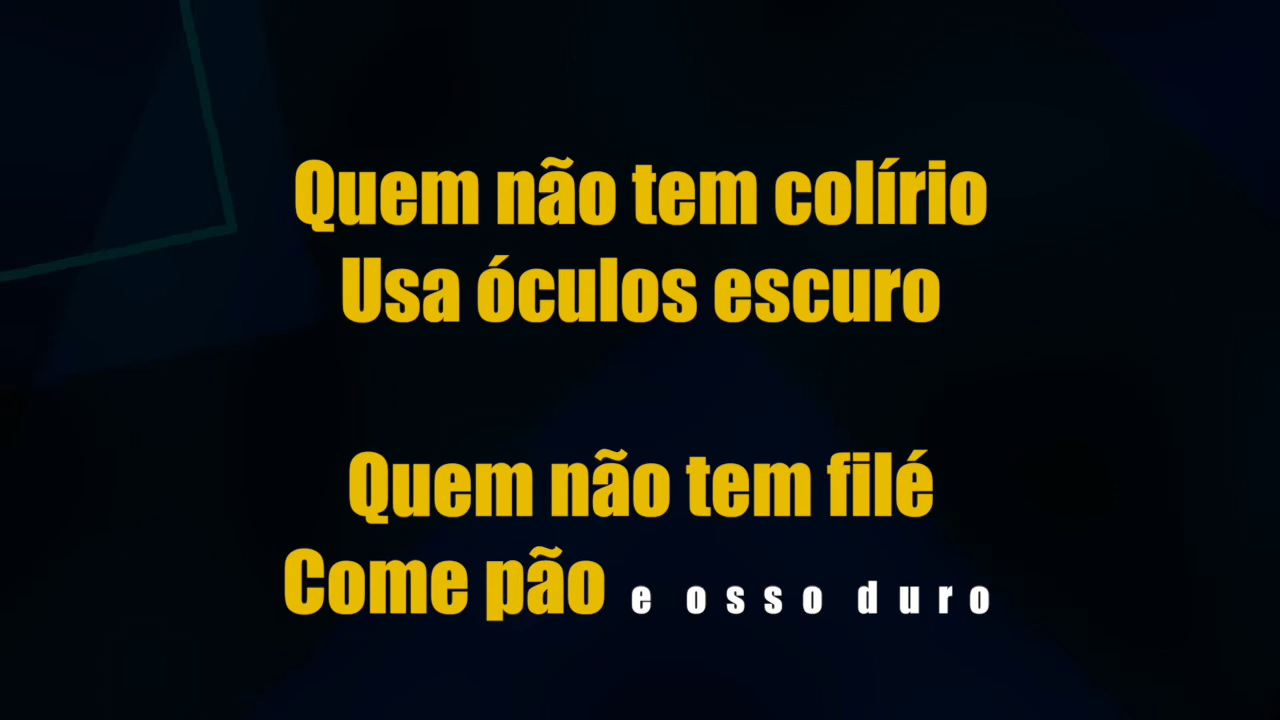 Quem não tem colírio
Usa óculos escuro
Quem não tem filé
Come pão e osso duro